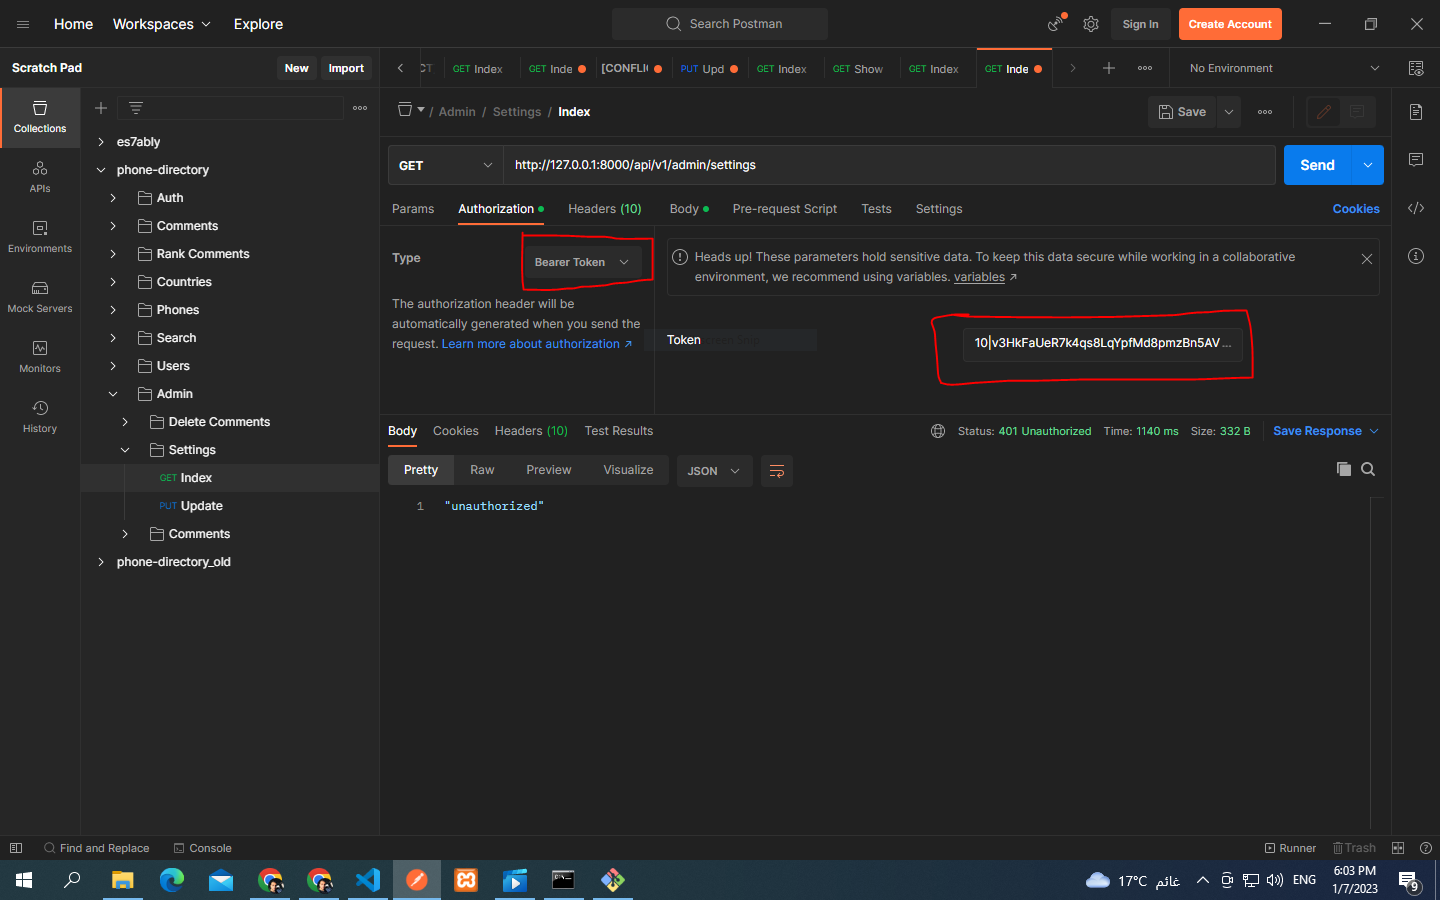 Home Workspaces Explore Search Postman Sign In Create Account
Scratch Pad New Import
CT GET Index GET Inde [CONFLIC PUT Upd GET Index GET Show GET Index GET Inde No Environment
Collections
APIs
Environments
Mock Servers
Monitors
History
es7ably
phone-directory
Auth
Comments
Rank Comments
Countries
Phones
Search
Users
Admin
Delete Comments
Settings
GET Index
PUT Update
Comments
phone-directory_old
/ Admin / Settings / Index Save
GET http://127.0.0.1:8000/api/v1/admin/settings Send
Params Authorization Headers (10) Body Pre-request Script Tests Settings Cookies
Type Bearer Token
The authorization header will be
automatically generated when you send the
request. Learn more about authorization ↗
Heads up! These parameters hold sensitive data. To keep this data secure while working in a collaborative
environment, we recommend using variables. variables ↗
Token 10|v3HkFaUeR7k4qs8LqYpfMd8pmzBn5AV ...
Body Cookies Headers (10) Test Results Status: 401 Unauthorized Time: 1140 ms Size: 332 B Save Response
Pretty Raw Preview Visualize JSON
1 "unauthorized"
Find and Replace Console Runner Trash
17°C غائم ENG 6:03 PM
1/7/2023 9